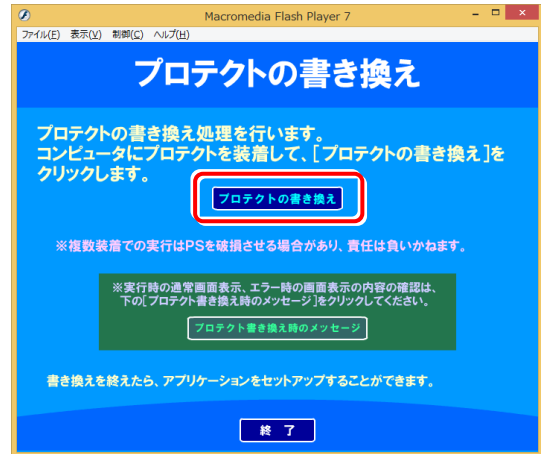 Macromedia Flash Player 7
ファイル(F) 表示(V) 制御(C) ヘルプ(H)
プロテクトの書き換え
プロテクトの書き換え処理を行います。
コンピュータにプロテクトを装着して、[プロテクトの書き換え]を
クリックします。
プロテクトの書き換え
※複数装着での実行はPSを破損させる場合があり、責任は負いかねます。
※実行時の通常画面表示、エラー時の画面表示の内容の確認は、
下の[プロテクト書き換え時のメッセージ]をクリックしてください。
プロテクト書き換え時のメッセージ
書き換えを終えたら、アプリケーションをセットアップすることができます。
終 了